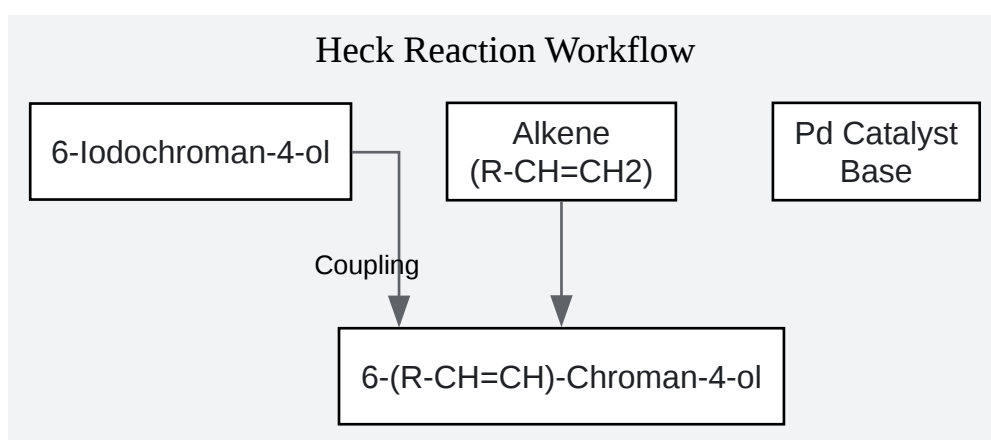 Heck Reaction Workflow
6-Iodochroman-4-ol
Alkene
(R-CH=CH2)
Pd Catalyst
Base
Coupling
6-(R-CH=CH)-Chroman-4-ol